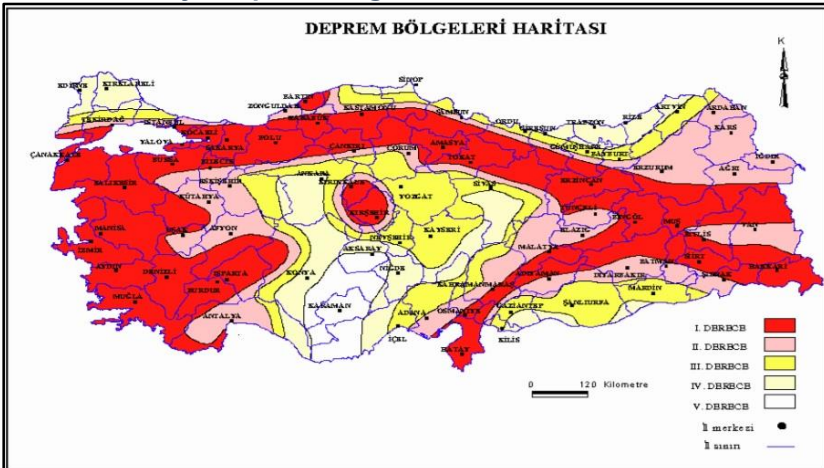 DEPREM BÖLGELERİ HARİTASI
K
EDİRNE
KIRKLARELİ
TEKİRDAĞ
İSTANBUL
KOCAELİ
YALOVA
SAKARYA
ÇANAKKALE
BURSA
BİLECİK
BALIKESİR
KÜTAHYA
ESKİŞEHİR
MANİSA
UŞAK
AFYON
İZMİR
AYDIN
DENİZLİ
ISPARTA
BURDUR
MUĞLA
ANTALYA
ZONGULDAK
BARTIN
KARABÜK
KASTAMONU
SİNOP
BOLU
ÇANKIRI
ÇORUM
SAMSUN
AMASYA
TOKAT
ORDU
GİRESUN
TRABZON
RİZE
ARTVİN
ARDAHAN
KARS
GÜMÜŞHANE
BAYBURT
ERZURUM
IĞDIR
AĞRI
ERZİNCAN
ANKARA
KIRIKKALE
KIRŞEHİR
YOZGAT
SİVAS
NEVŞEHİR
KAYSERİ
AKSARAY
NİĞDE
KONYA
KARAMAN
İÇEL
ADANA
OSMANİYE
HATAY
KAHRAMANMARAŞ
GAZİANTEP
KİLİS
ŞANLIURFA
ADIYAMAN
MALATYA
ELAZIĞ
TUNCELİ
BİNGÖL
MUŞ
BİTLİS
VAN
DİYARBAKIR
BATMAN
SİİRT
ŞIRNAK
HAKKARİ
MARDİN
I. DERECE
II. DERECE
III. DERECE
IV. DERECE
V. DERECE
İl merkezi
İl sınırı
0 120 Kilometre